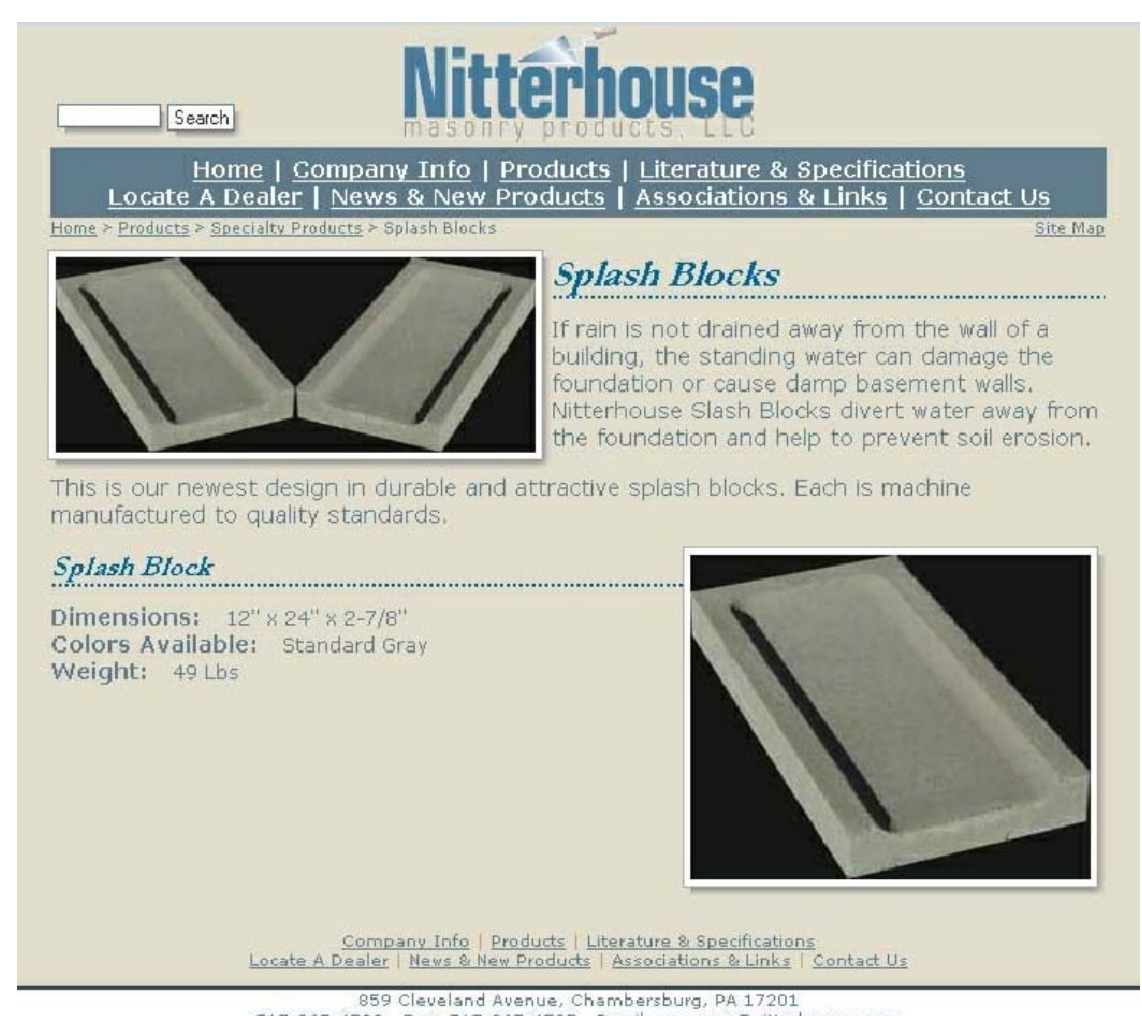 Nitterhouse
masonry products, LLC
Search
Home | Company Info | Products | Literature & Specifications
Locate A Dealer | News & New Products | Associations & Links | Contact Us
Home > Products > Specialty Products > Splash Blocks
Site Map
Splash Blocks
If rain is not drained away from the wall of a
building, the standing water can damage the
foundation or cause damp basement walls.
Nitterhouse Slash Blocks divert water away from
the foundation and help to prevent soil erosion.
This is our newest design in durable and attractive splash blocks. Each is machine
manufactured to quality standards.
Splash Block
Dimensions: 12" x 24" x 2-7/8"
Colors Available: Standard Gray
Weight: 49 Lbs
Company Info | Products | Literature & Specifications
Locate A Dealer | News & New Products | Associations & Links | Contact Us
859 Cleveland Avenue, Chambersburg, PA 17201